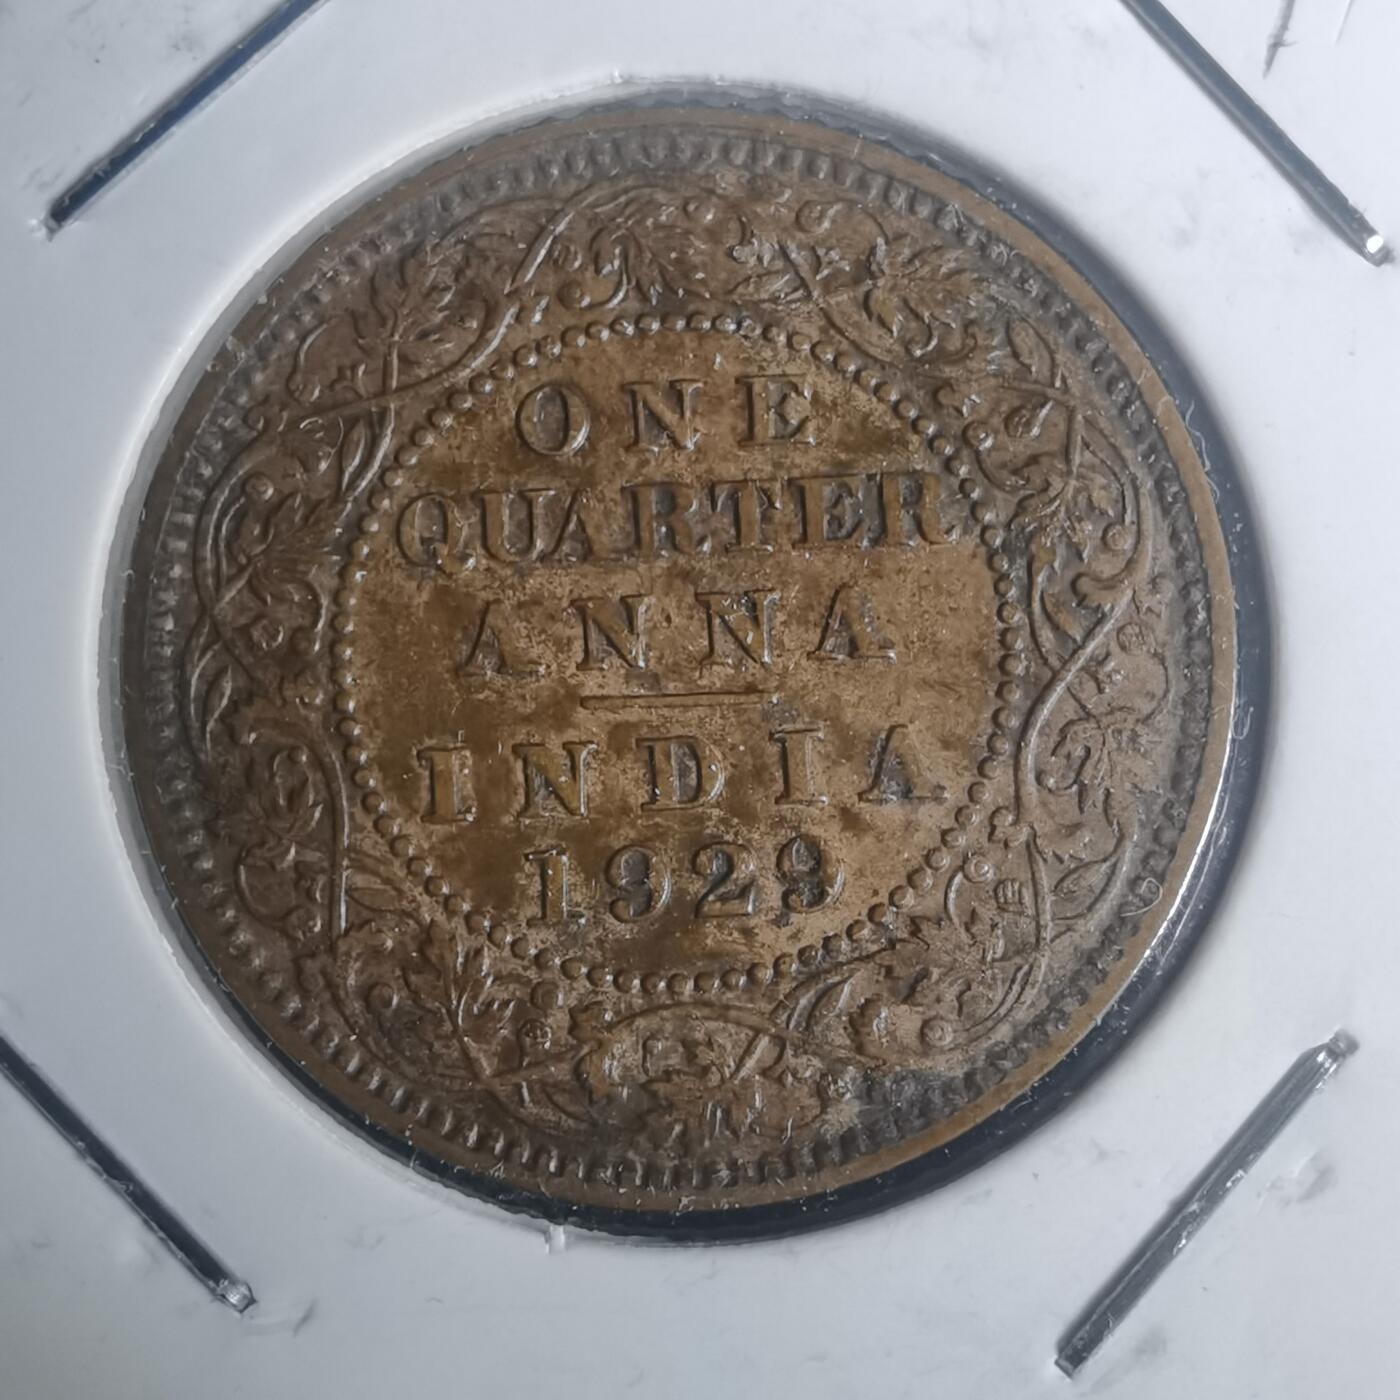 ONE
QUARTER
ANNA
INDIA
1929